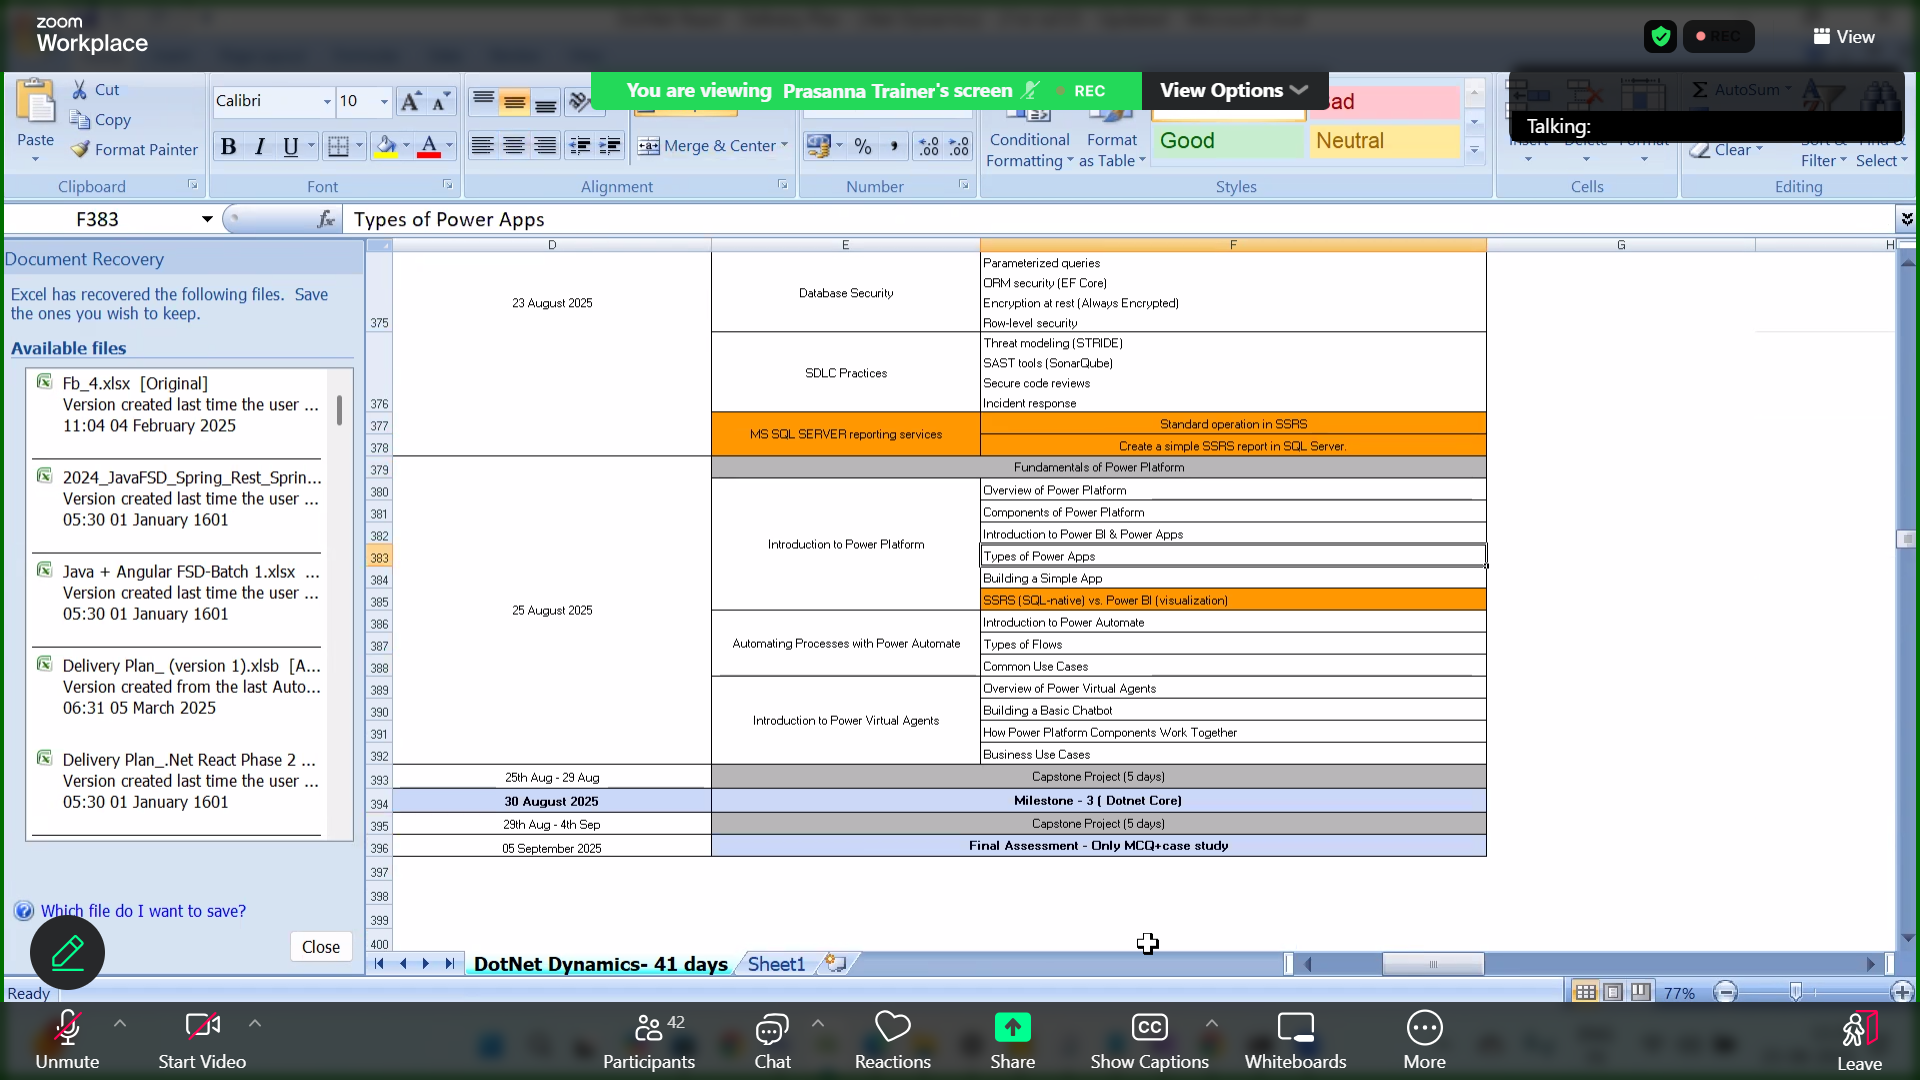 zoom
Workplace
REC
View
You are viewing Prasanna Trainer's screen REC View Options
Talking:
Paste
Cut
Copy
Format Painter
Clipboard
Calibri 10
B I U
Font
Merge & Center
Alignment
% ,
Number
Conditional
Formatting
Format
as Table
Good
Neutral
Styles
Cells
AutoSum
Clear
Filter
Select
Editing
F383 fx Types of Power Apps
Document Recovery
Excel has recovered the following files. Save
the ones you wish to keep.
Available files
Fb_4.xlsx [Original]
Version created last time the user ...
11:04 04 February 2025
2024_JavaFSD_Spring_Rest_Sprin...
Version created last time the user ...
05:30 01 January 1601
Java + Angular FSD-Batch 1.xlsx ...
Version created last time the user ...
05:30 01 January 1601
Delivery Plan_ (version 1).xlsb [A...
Version created from the last Auto...
06:31 05 March 2025
Delivery Plan_.Net React Phase 2 ...
Version created last time the user ...
05:30 01 January 1601
Which file do I want to save?
Close
D E F G H
Parameterized queries
ORM security (EF Core)
23 August 2025 Database Security
Encryption at rest (Always Encrypted)
375 Row-level security
Threat modeling (STRIDE)
SAST tools (SonarQube)
SDLC Practices
Secure code reviews
376 Incident response
377 MS SQL SERVER reporting services Standard operation in SSRS
378 Create a simple SSRS report in SQL Server.
379 Fundamentals of Power Platform
380 Overview of Power Platform
381 Components of Power Platform
382 Introduction to Power BI & Power Apps
Introduction to Power Platform
383 Types of Power Apps
384 Building a Simple App
385 SSRS (SQL-native) vs. Power BI (visualization)
25 August 2025
386 Introduction to Power Automate
387 Automating Processes with Power Automate Types of Flows
388 Common Use Cases
389 Overview of Power Virtual Agents
390 Building a Basic Chatbot
Introduction to Power Virtual Agents
391 How Power Platform Components Work Together
392 Business Use Cases
393 25th Aug - 29 Aug Capstone Project (5 days)
394 30 August 2025 Milestone - 3 ( Dotnet Core)
395 29th Aug - 4th Sep Capstone Project (5 days)
396 05 September 2025 Final Assessment - Only MCQ+case study
397
398
399
400
DotNet Dynamics- 41 days Sheet1
Ready 77%
Unmute
Start Video
42
Participants
Chat
Reactions
Share
CC
Show Captions
Whiteboards
More
Leave